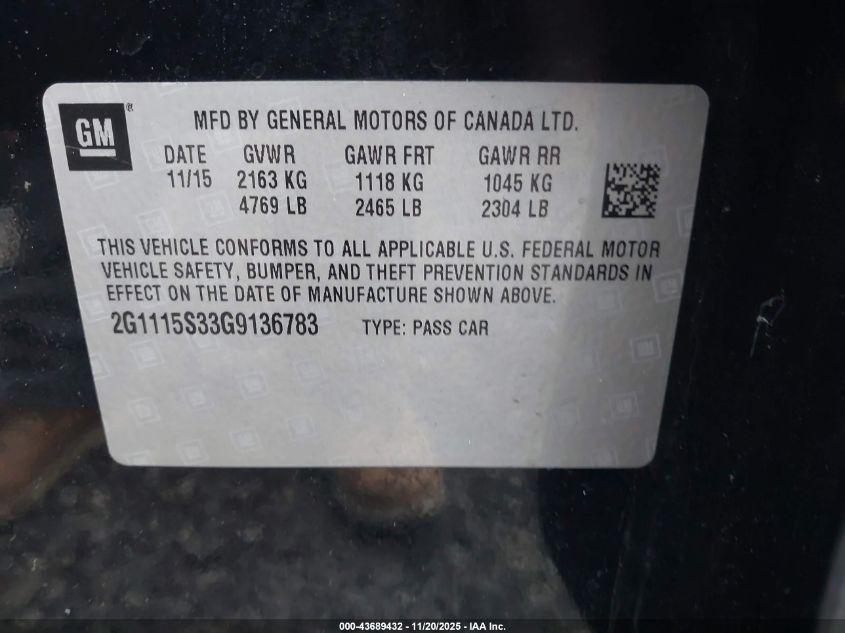 GM
®
MFD BY GENERAL MOTORS OF CANADA LTD.
DATE GVWR GAWR FRT GAWR RR
11/15 2163 KG 1118 KG 1045 KG
4769 LB 2465 LB 2304 LB
THIS VEHICLE CONFORMS TO ALL APPLICABLE U.S. FEDERAL MOTOR
VEHICLE SAFETY, BUMPER, AND THEFT PREVENTION STANDARDS IN
EFFECT ON THE DATE OF MANUFACTURE SHOWN ABOVE.
2G1115S33G9136783 TYPE: PASS CAR
000-43689432 - 11/20/2025 - IAA Inc.